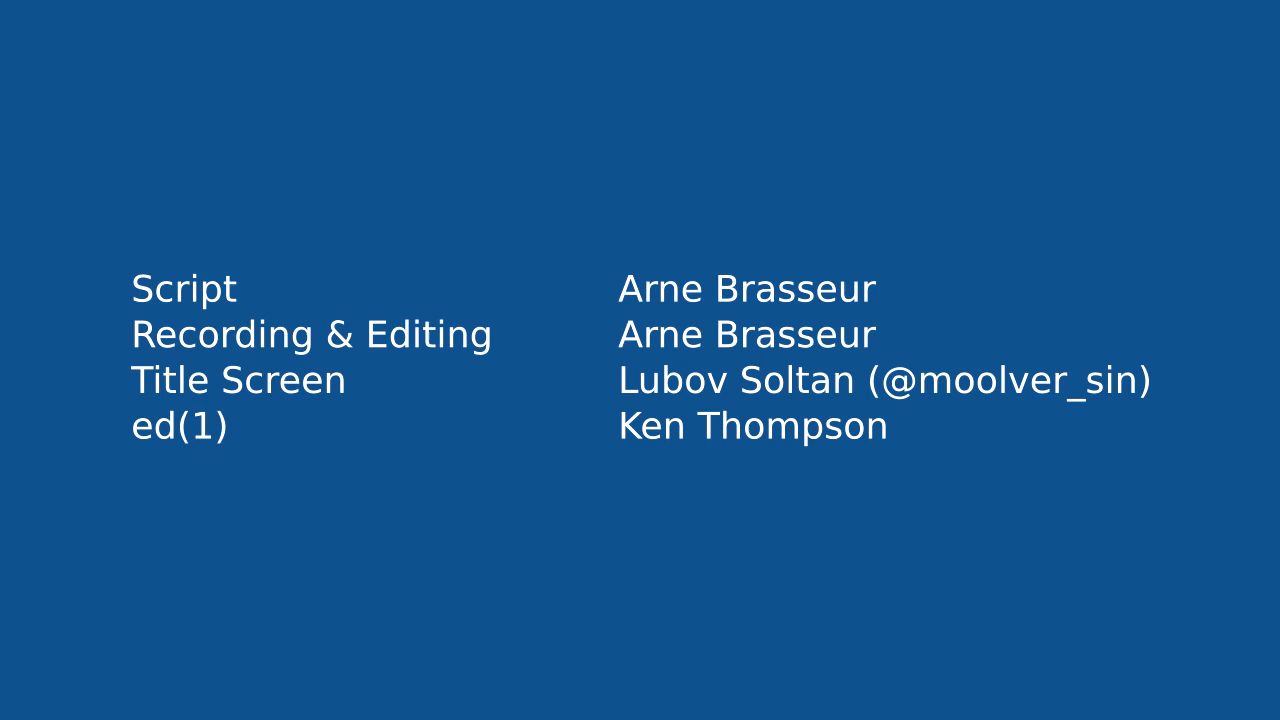 Script Arne Brasseur
Recording & Editing Arne Brasseur
Title Screen Lubov Soltan (@moolver_sin)
ed(1) Ken Thompson